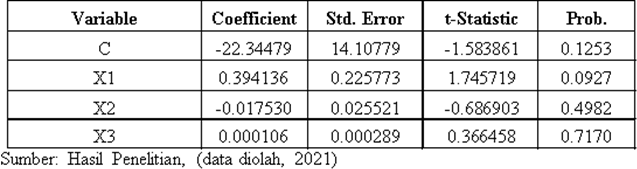 Variable Coefficient Std. Error t-Statistic Prob.
C -22.34479 14.10779 -1.583861 0.1253
X1 0.394136 0.225773 1.745719 0.0927
X2 -0.017530 0.025521 -0.686903 0.4982
X3 0.000106 0.000289 0.366458 0.7170
Sumber: Hasil Penelitian, (data diolah, 2021)